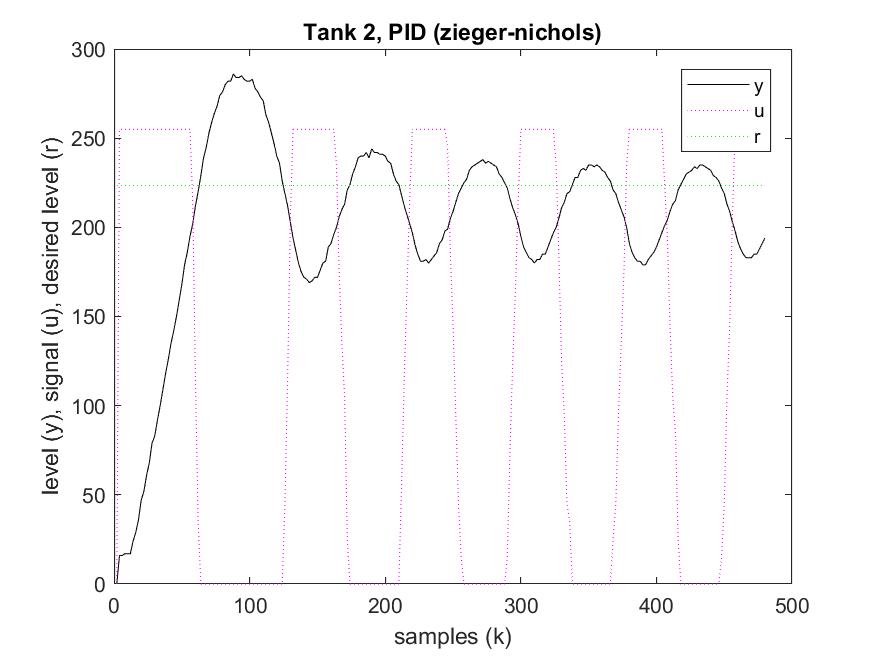 Tank 2, PID (zieger-nichols)
300
250
200
150
100
50
0
level (y), signal (u), desired level (r)
y
u
r
0 100 200 300 400 500
samples (k)